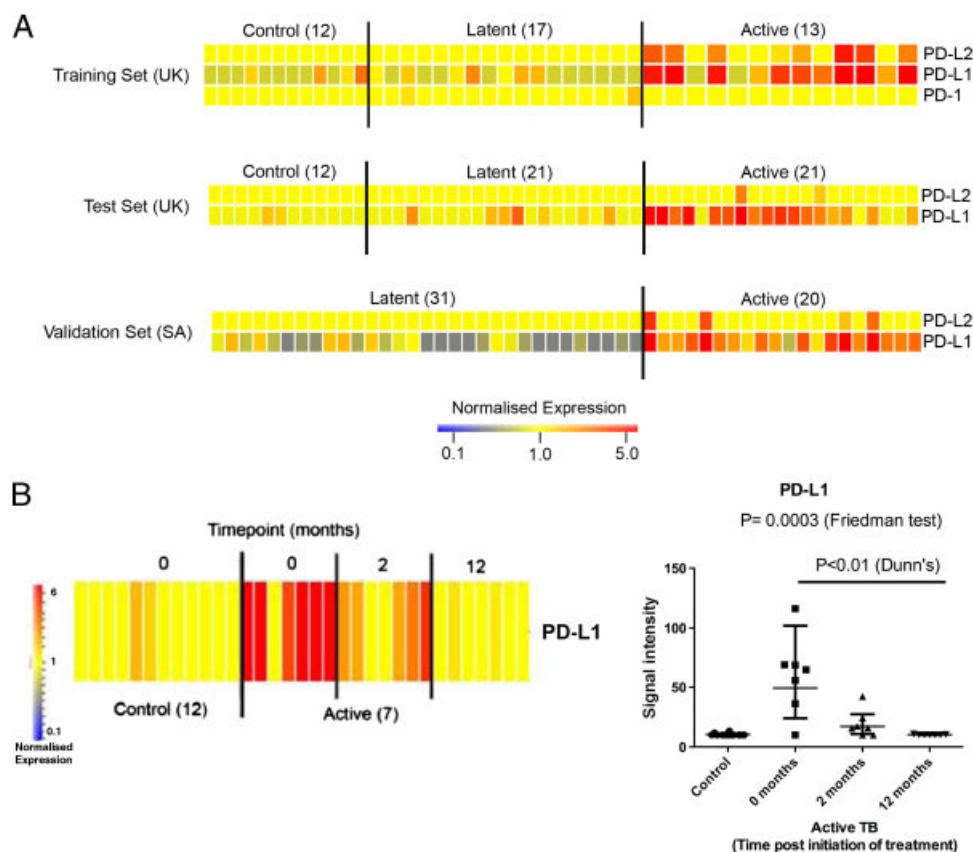 A
Control (12) Latent (17) Active (13)
PD-L2
Training Set (UK) PD-L1
PD-1
Control (12) Latent (21) Active (21)
PD-L2
Test Set (UK) PD-L1
Latent (31) Active (20)
PD-L2
Validation Set (SA) PD-L1
Normalised Expression
0.1 1.0 5.0
B
Timepoint (months)
0 0 2 12
6
1
0.1
Normalised
Expression
PD-L1
Control (12) Active (7)
PD-L1
P= 0.0003 (Friedman test)
P<0.01 (Dunn's)
Signal intensity
150
100
50
0
Control 0 months 2 months 12 months
Active TB
(Time post initiation of treatment)